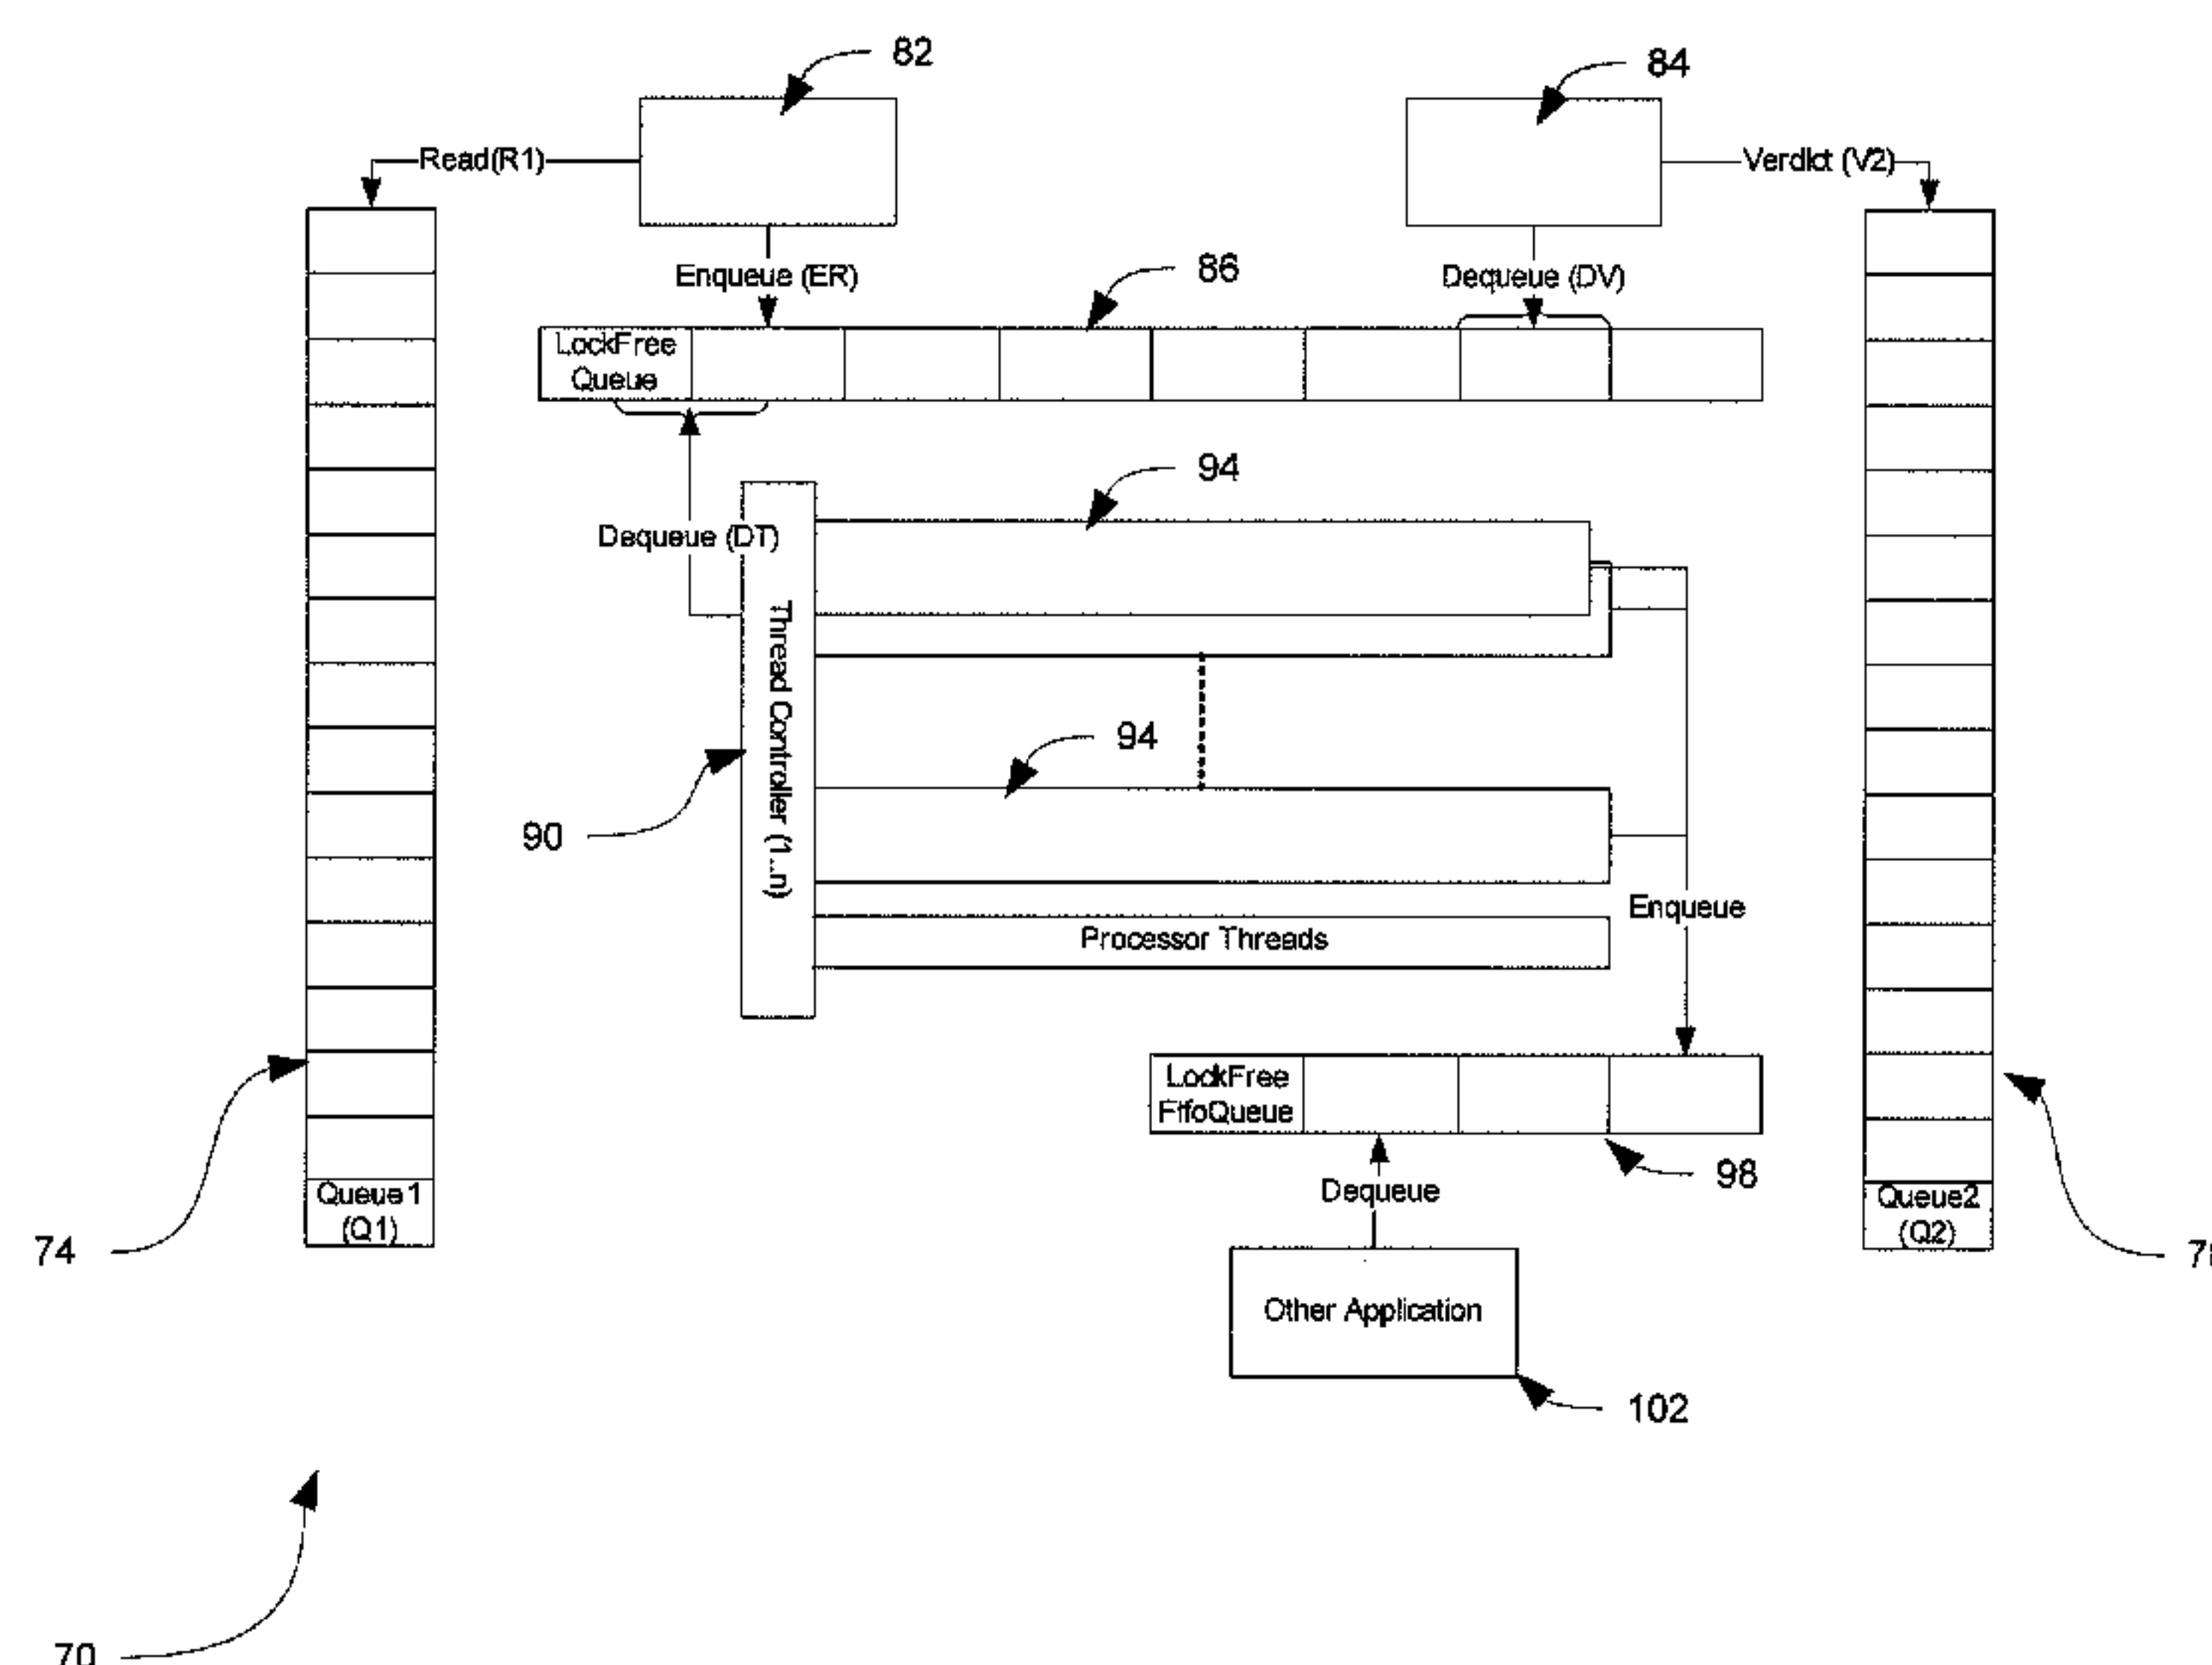 82
84
Read(R1)
Verdict (V2)
Enqueue (ER)
86
Dequeue (DV)
LockFree
Queue
94
Dequeue (DT)
Thread Controller (1..n)
94
90
Enqueue
Processor Threads
LockFree
FifoQueue
98
Dequeue
Queue1
(Q1)
Queue2
(Q2)
74
Other Application
102
70